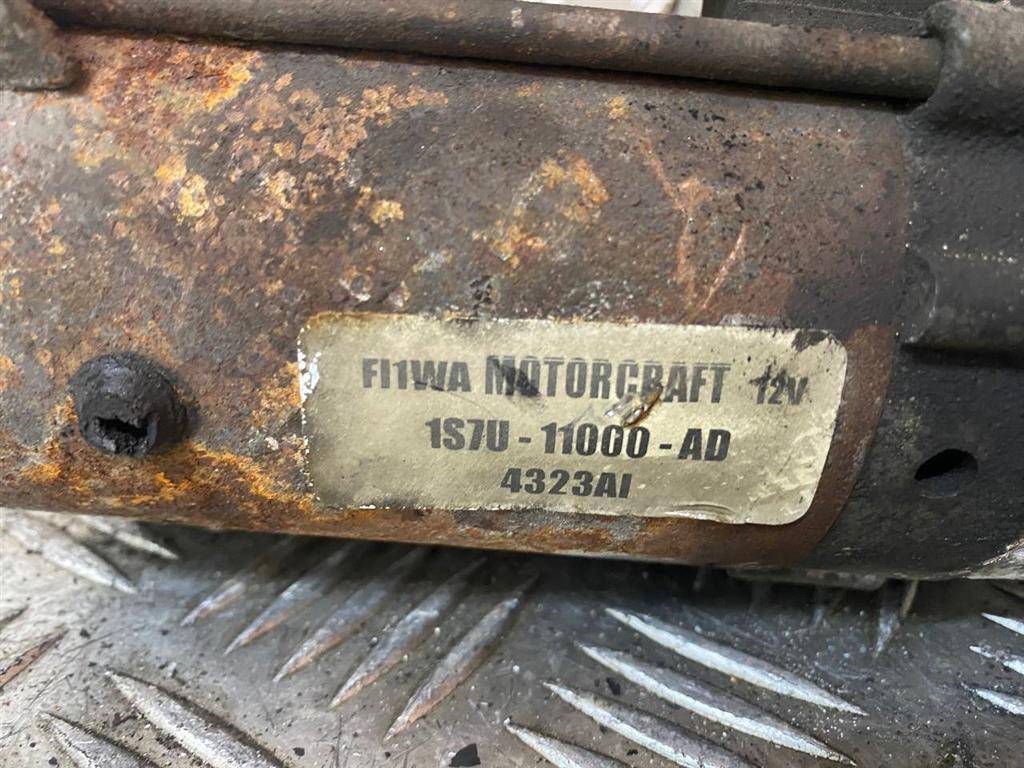 FI1WA MOTORCRAFT 12V
1S7U - 11000 - AD
4323AI